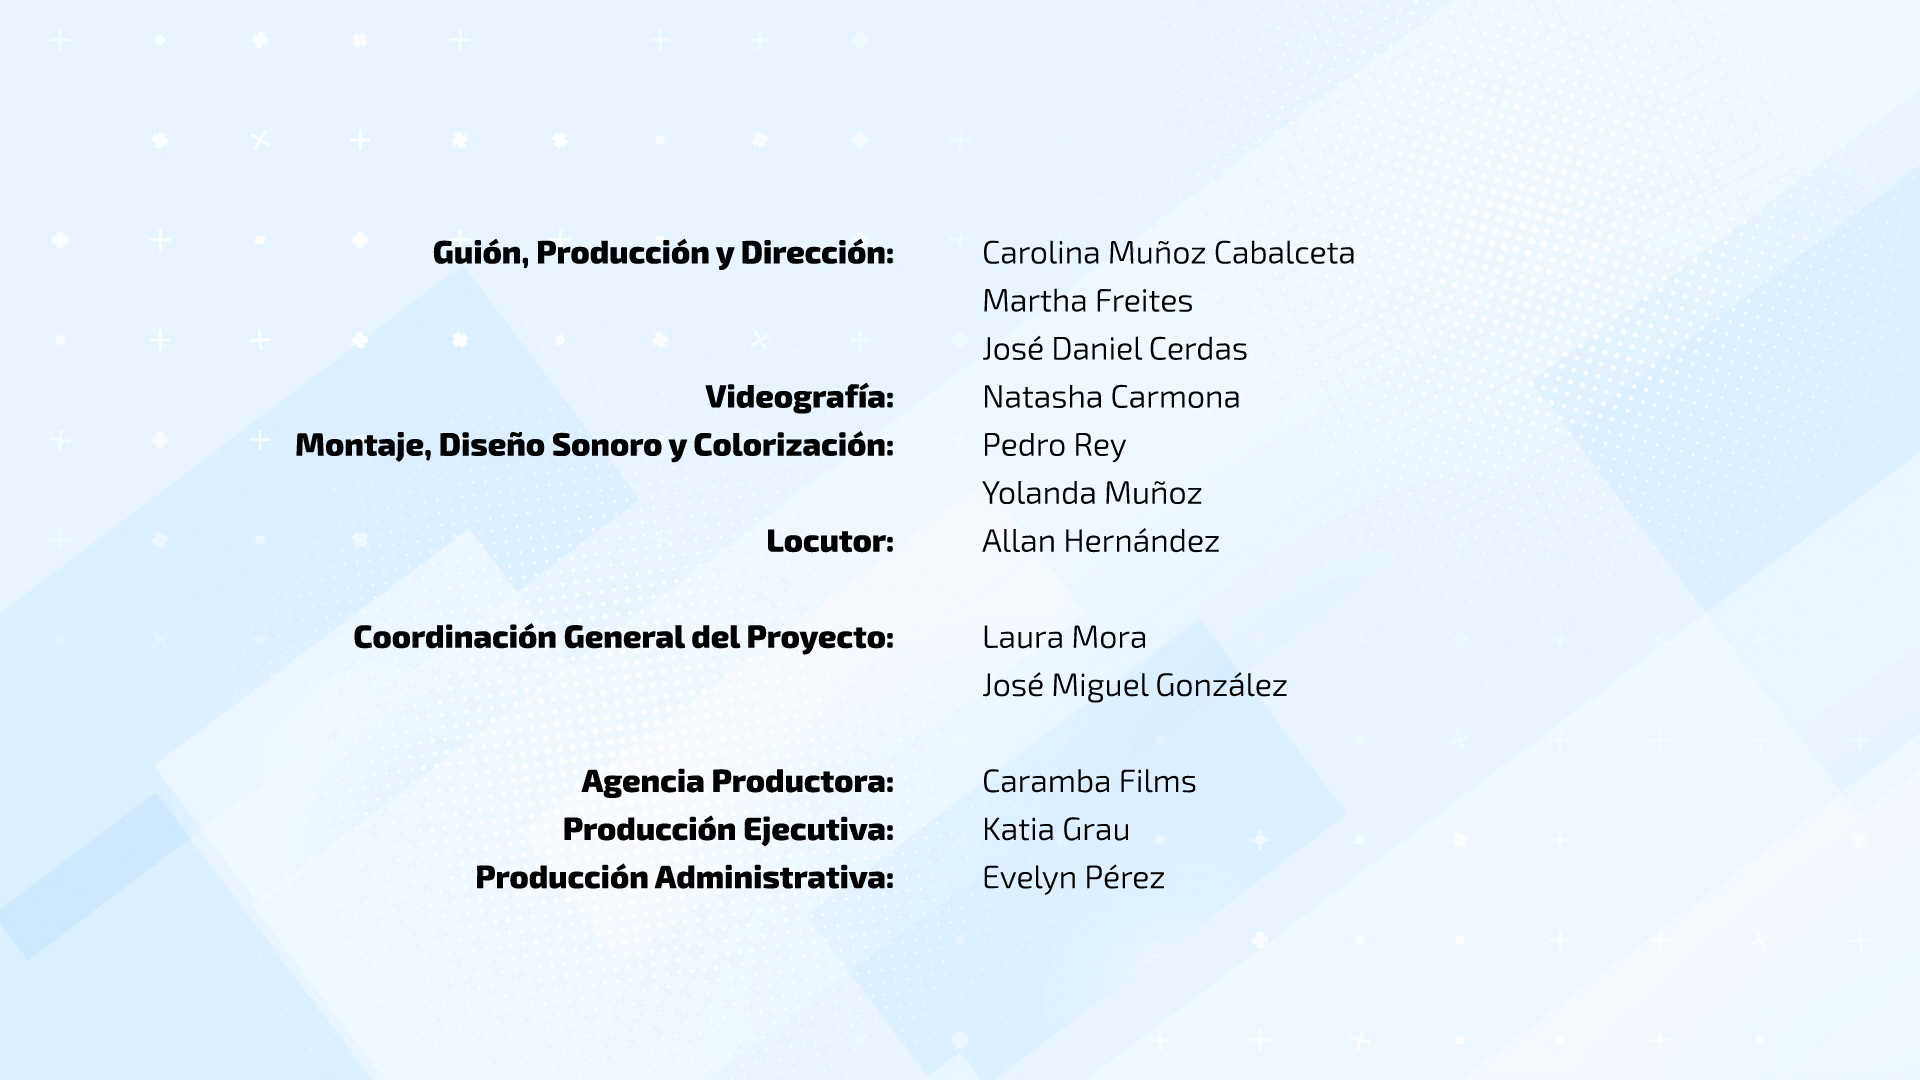 Guión, Producción y Dirección: Carolina Muñoz Cabalceta
Martha Freites
José Daniel Cerdas
Videografía: Natasha Carmona
Montaje, Diseño Sonoro y Colorización: Pedro Rey
Yolanda Muñoz
Locutor: Allan Hernández
Coordinación General del Proyecto: Laura Mora
José Miguel González
Agencia Productora: Caramba Films
Producción Ejecutiva: Katia Grau
Producción Administrativa: Evelyn Pérez